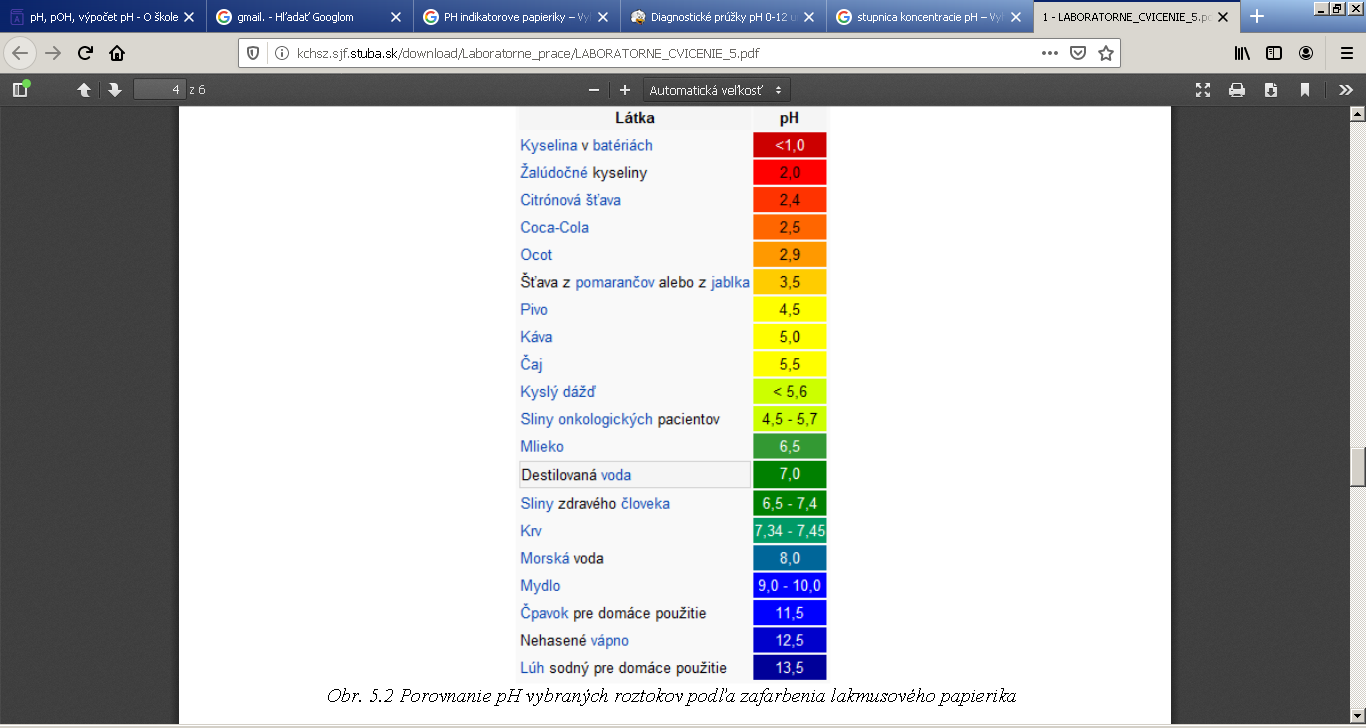 pH, pOH, výpočet pH - O škole
gmail. - Hľadať Googlom
PH indikatorove papieriky – Vy
Diagnostické prúžky pH 0-12 u
stupnica koncentracie pH – Vy
1 - LABORATORNE_CVICENIE_5.pd
kchsz.sjf.stuba.sk/download/Laboratorne_prace/LABORATORNE_CVICENIE_5.pdf
4 z 6
Automatická veľkosť
Látka pH
Kyselina v batériách <1,0
Žalúdočné kyseliny 2,0
Citrónová šťava 2,4
Coca-Cola 2,5
Ocot 2,9
Šťava z pomarančov alebo z jablka 3,5
Pivo 4,5
Káva 5,0
Čaj 5,5
Kyslý dážď < 5,6
Sliny onkologických pacientov 4,5 - 5,7
Mlieko 6,5
Destilovaná voda 7,0
Sliny zdravého človeka 6,5 - 7,4
Krv 7,34 - 7,45
Morská voda 8,0
Mydlo 9,0 - 10,0
Čpavok pre domáce použitie 11,5
Nehasené vápno 12,5
Lúh sodný pre domáce použitie 13,5
Obr. 5.2 Porovnanie pH vybraných roztokov podľa zafarbenia lakmusového papierika